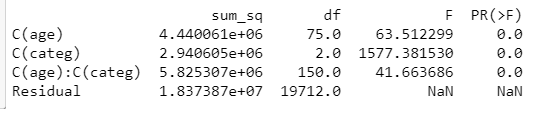 sum_sq df F PR(>F)
C(age) 4.440061e+06 75.0 63.512299 0.0
C(categ) 2.940605e+06 2.0 1577.381530 0.0
C(age):C(categ) 5.825307e+06 150.0 41.663686 0.0
Residual 1.837387e+07 19712.0 NaN NaN